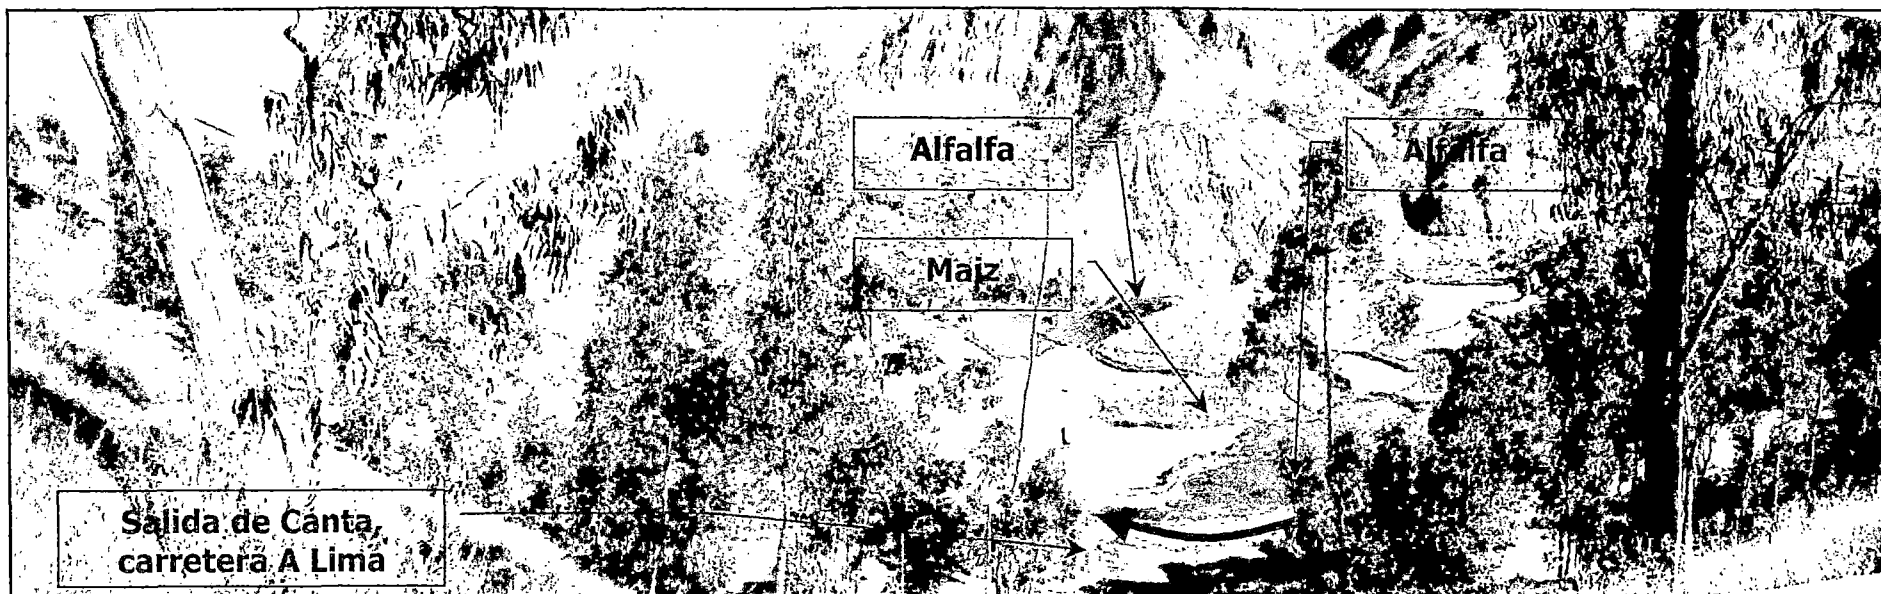 Alfalfa
Alfalfa
Maiz
Salida de Canta,
carretera A Lima